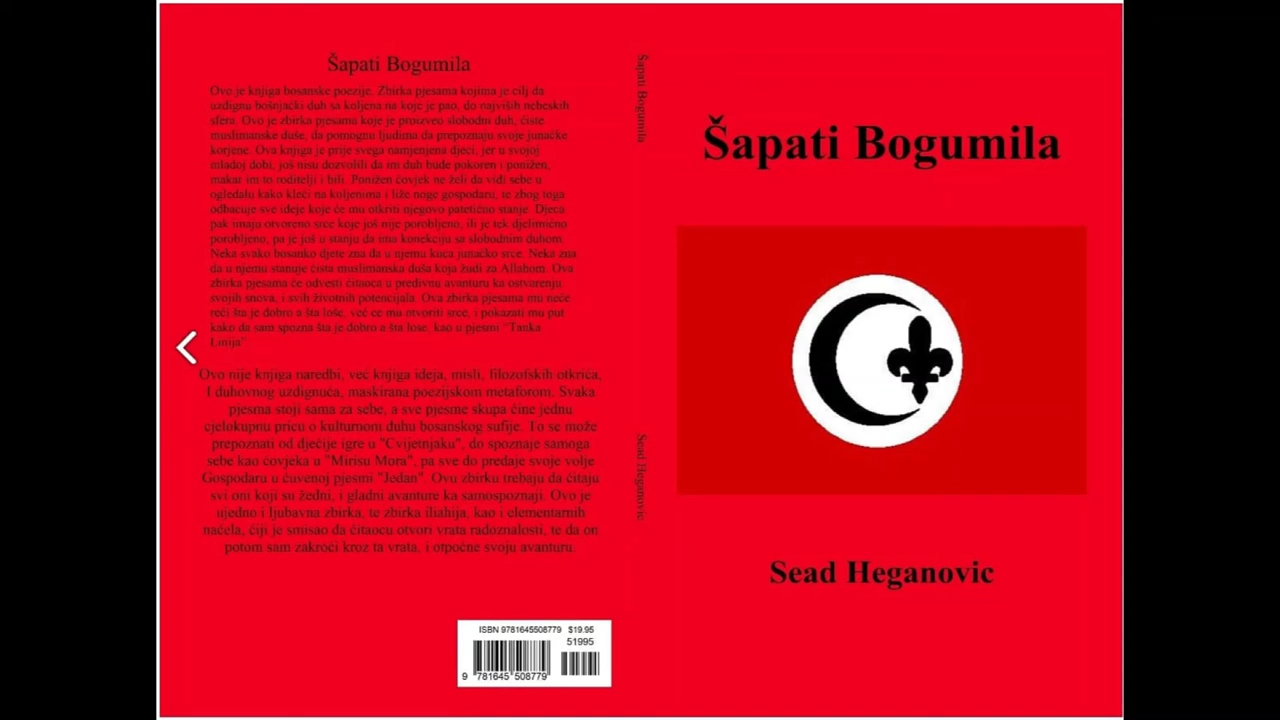 Šapati Bogumila
Ovo je knjiga bosanske poezije. Zbirka pjesama kojima je cilj da
uzdignu bošnjački duh sa koljena na koje je pao, do najviših nebeskih
sfera. Ovo je zbirka pjesama koje je proizveo slobodni duh, čiste
muslimanske duše, da pomognu ljudima da prepoznaju svoje junačke
korjene. Ova knjiga je prije svega namjenjena djeci, jer u svojoj
mladoj dobi, još nisu dozvolili da im duh bude pokoren i ponižen,
makar im to roditelji i bili. Ponižen čovjek ne želi da vidi sebe u
ogledalu kako kleči na koljenima i liže noge gospodaru, te zbog toga
odbacuje sve ideje koje će mu otkriti njegovo patetično stanje. Djeca
pak imaju otvoreno srce koje još nije porobljeno, ili je tek djelimično
porobljeno, pa je još u stanju da ima konekciju sa slobodnim duhom.
Neka svako bosanko djete zna da u njemu kuca junačko srce. Neka zna
da u njemu stanuje čista muslimanska duša koja žudi za Allahom. Ova
zbirka pjesama će odvesti čitaoca u predivnu avanturu ka ostvarenju
svojih snova, i svih životnih potencijala. Ova zbirka pjesama mu neće
reći šta je dobro a šta loše, već će mu otvoriti srce, i pokazati mu put
kako da sam spozna šta je dobro a šta lose, kao u pjesmi "Tanka
Linija"
Ovo nije knjiga naredbi, već knjiga ideja, misli, filozofskih otkrića,
I duhovnog uzdignuća, maskirana poezijskom metaforom. Svaka
pjesma stoji sama za sebe, a sve pjesme skupa čine jednu
cjelokupnu pricu o kulturnom duhu bosanskog sufije. To se može
prepoznati od dječije igre u "Cvijetnjaku", do spoznaje samoga
sebe kao čovjeka u "Mirisu Mora", pa sve do predaje svoje volje
Gospodaru u čuvenoj pjesmi "Jedan". Ovu zbirku trebaju da čitaju
svi oni koji su žedni, i gladni avanture ka samospoznaji. Ovo je
ujedno i ljubavna zbirka, te zbirka iliahija, kao i elementarnih
načela, čiji je smisao da čitaocu otvori vrata radoznalosti, te da on
potom sam zakroči kroz ta vrata, i otpočne svoju avanturu.
ISBN 9781645508779 $19.95
51995
9 781645 508779
Šapati Bogumila
Sead Heganovic
Šapati Bogumila
Sead Heganovic